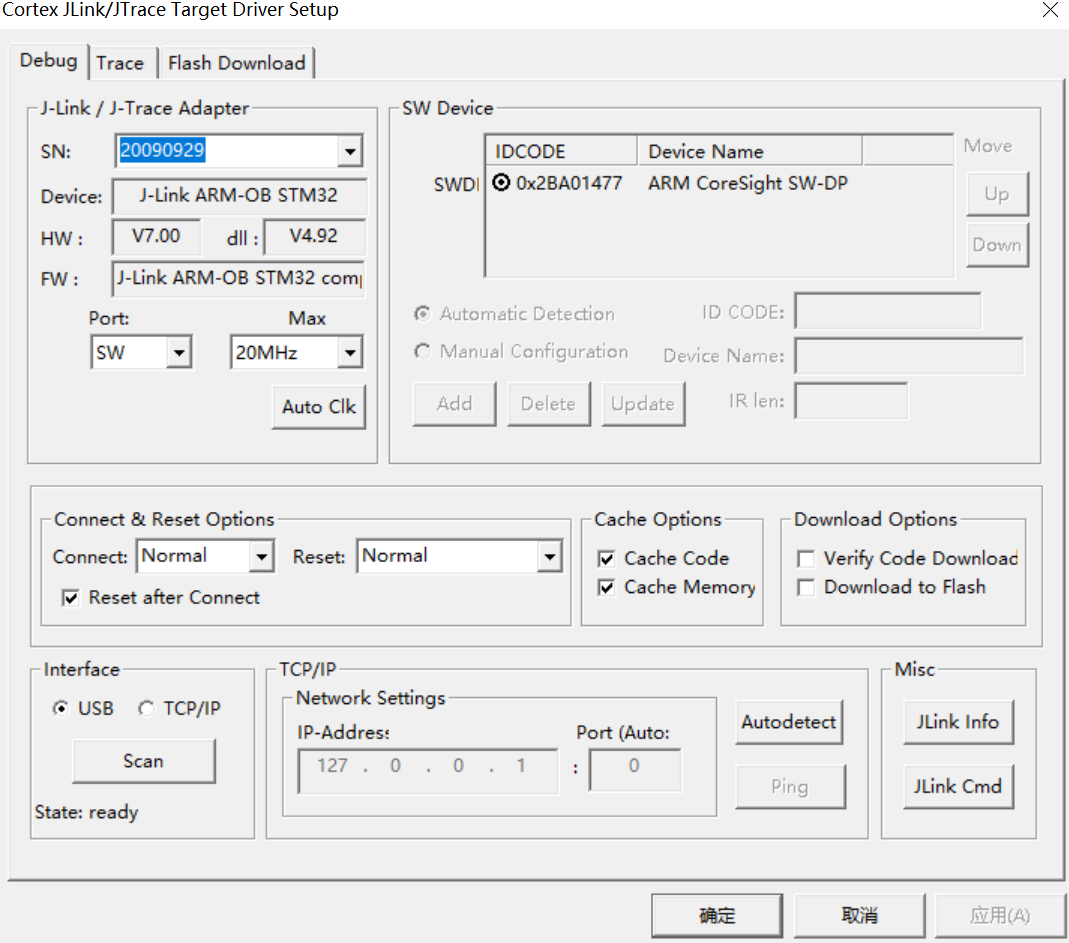 Cortex JLink/JTrace Target Driver Setup
Debug Trace Flash Download
J-Link / J-Trace Adapter
SN: 20090929
Device: J-Link ARM-OB STM32
HW : V7.00 dll : V4.92
FW : J-Link ARM-OB STM32 comp
Port: Max
SW 20MHz
Auto Clk
SW Device
IDCODE Device Name
SWDI 0x2BA01477 ARM CoreSight SW-DP
Move
Up
Down
Automatic Detection ID CODE:
Manual Configuration Device Name:
Add Delete Update IR len:
Connect & Reset Options
Connect: Normal Reset: Normal
Reset after Connect
Cache Options
Cache Code
Cache Memory
Download Options
Verify Code Download
Download to Flash
Interface
USB TCP/IP
Scan
State: ready
TCP/IP
Network Settings
IP-Address Port (Auto:
127 . 0 . 0 . 1 : 0
Autodetect
Ping
Misc
JLink Info
JLink Cmd
确定 取消 应用(A)